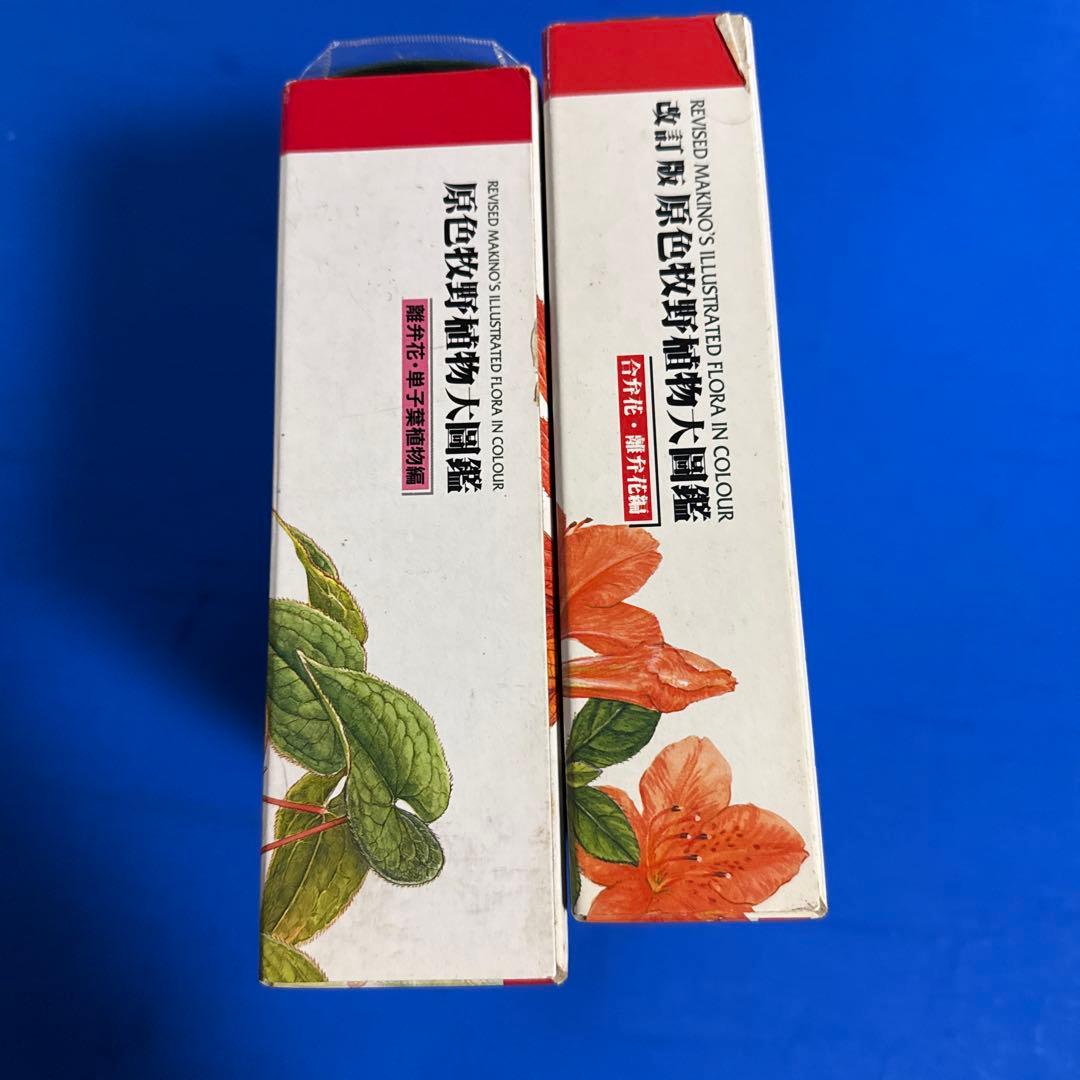 REVISED MAKINO'S ILLUSTRATED FLORA IN COLOUR
原色牧野植物大圖鑑
離弁花・単子葉植物編
REVISED MAKINO'S ILLUSTRATED FLORA IN COLOUR
改訂版 原色牧野植物大圖鑑
合弁花・離弁花編